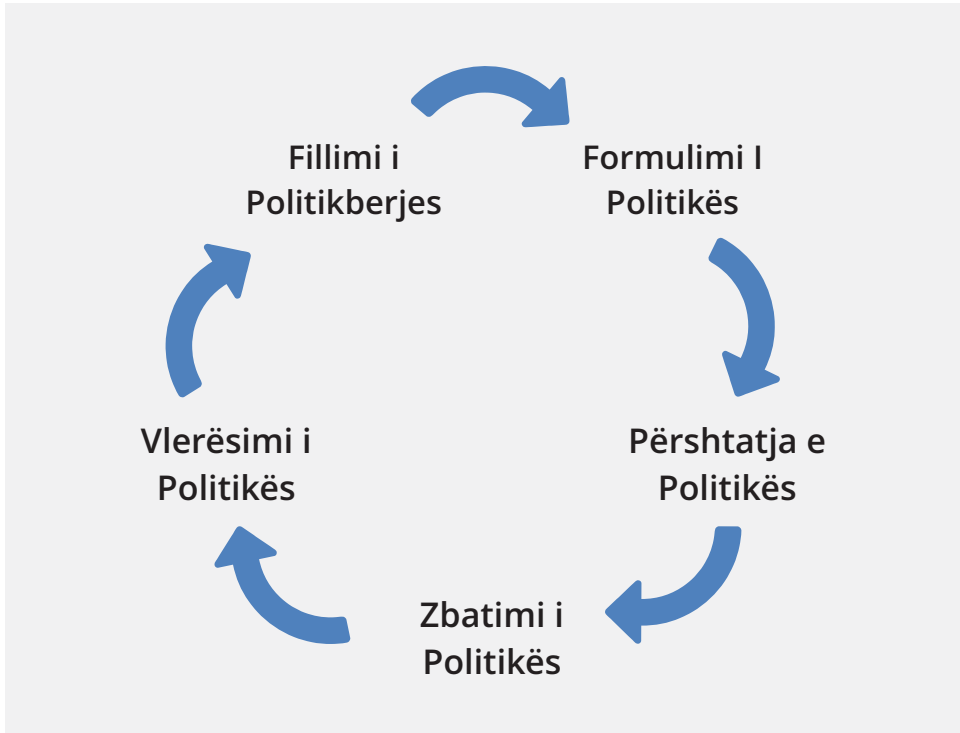 Fillimi i
Politikberjes
Formulimi I
Politikës
Përshtatja e
Politikës
Zbatimi i
Politikës
Vlerësimi i
Politikës